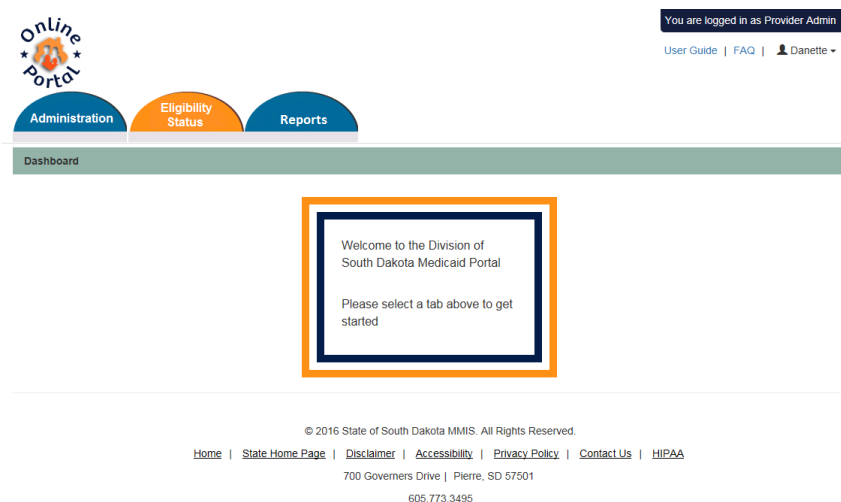 Online
Portal
You are logged in as Provider Admin
User Guide | FAQ | Danette
Administration
Eligibility
Status
Reports
Dashboard
Welcome to the Division of
South Dakota Medicaid Portal
Please select a tab above to get
started
© 2016 State of South Dakota MMIS. All Rights Reserved.
Home | State Home Page | Disclaimer | Accessibility | Privacy Policy | Contact Us | HIPAA
700 Governers Drive | Pierre, SD 57501
605.773.3495